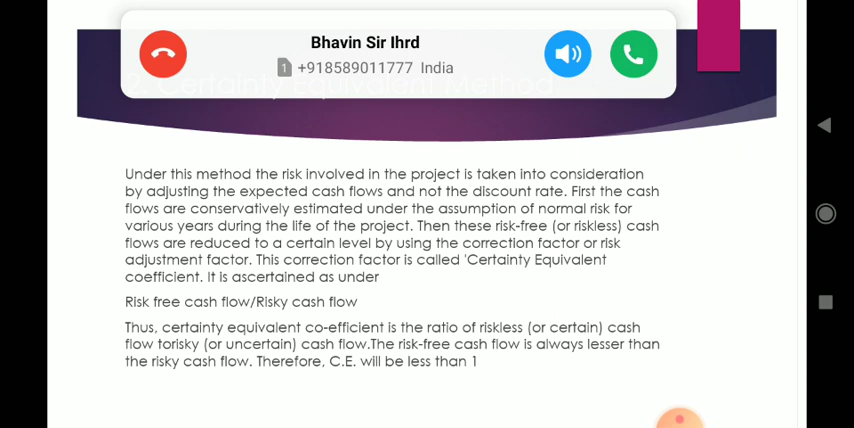 Bhavin Sir Ihrd
1 +918589011777 India
2. Certainty Equivalent Method
Under this method the risk involved in the project is taken into consideration
by adjusting the expected cash flows and not the discount rate. First the cash
flows are conservatively estimated under the assumption of normal risk for
various years during the life of the project. Then these risk-free (or riskless) cash
flows are reduced to a certain level by using the correction factor or risk
adjustment factor. This correction factor is called 'Certainty Equivalent
coefficient. It is ascertained as under
Risk free cash flow/Risky cash flow
Thus, certainty equivalent co-efficient is the ratio of riskless (or certain) cash
flow torisky (or uncertain) cash flow.The risk-free cash flow is always lesser than
the risky cash flow. Therefore, C.E. will be less than 1